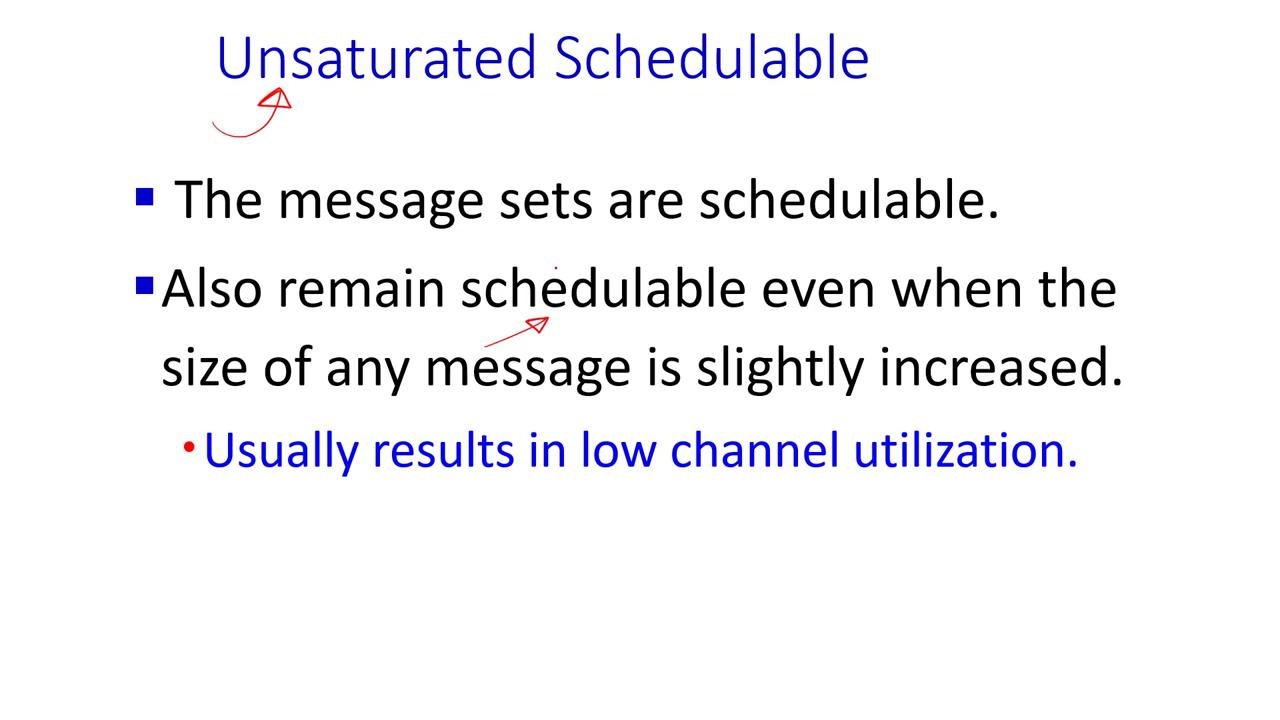 Unsaturated Schedulable
▪ The message sets are schedulable.
▪ Also remain schedulable even when the
size of any message is slightly increased.
• Usually results in low channel utilization.